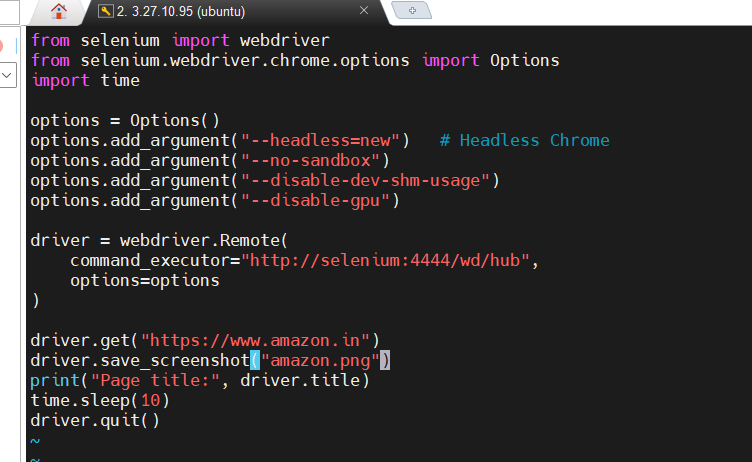 2. 3.27.10.95 (ubuntu)
from selenium import webdriver
from selenium.webdriver.chrome.options import Options
import time

options = Options()
options.add_argument("--headless=new")   # Headless Chrome
options.add_argument("--no-sandbox")
options.add_argument("--disable-dev-shm-usage")
options.add_argument("--disable-gpu")

driver = webdriver.Remote(
    command_executor="http://selenium:4444/wd/hub",
    options=options
)

driver.get("https://www.amazon.in")
driver.save_screenshot("amazon.png")
print("Page title:", driver.title)
time.sleep(10)
driver.quit()
~
~